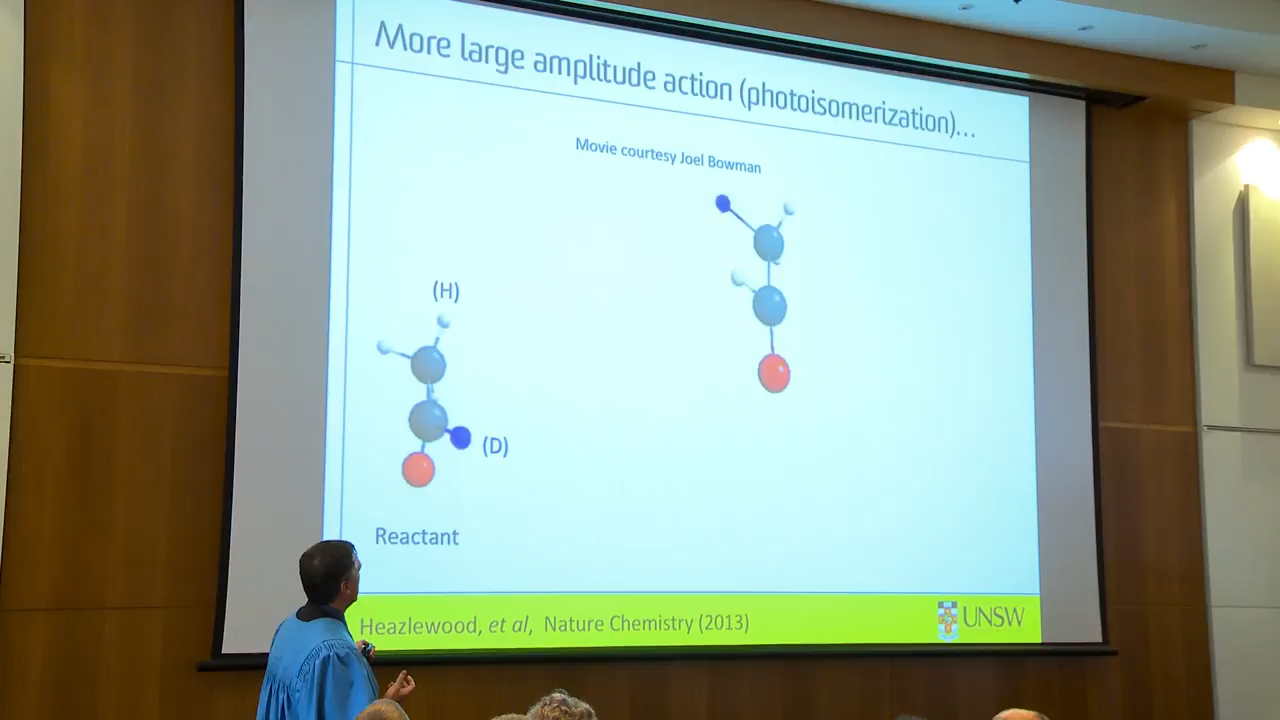 More large amplitude action (photoisomerization)...
Movie courtesy Joel Bowman
(H)
(D)
Reactant
Heazlewood, et al, Nature Chemistry (2013)
UNSW